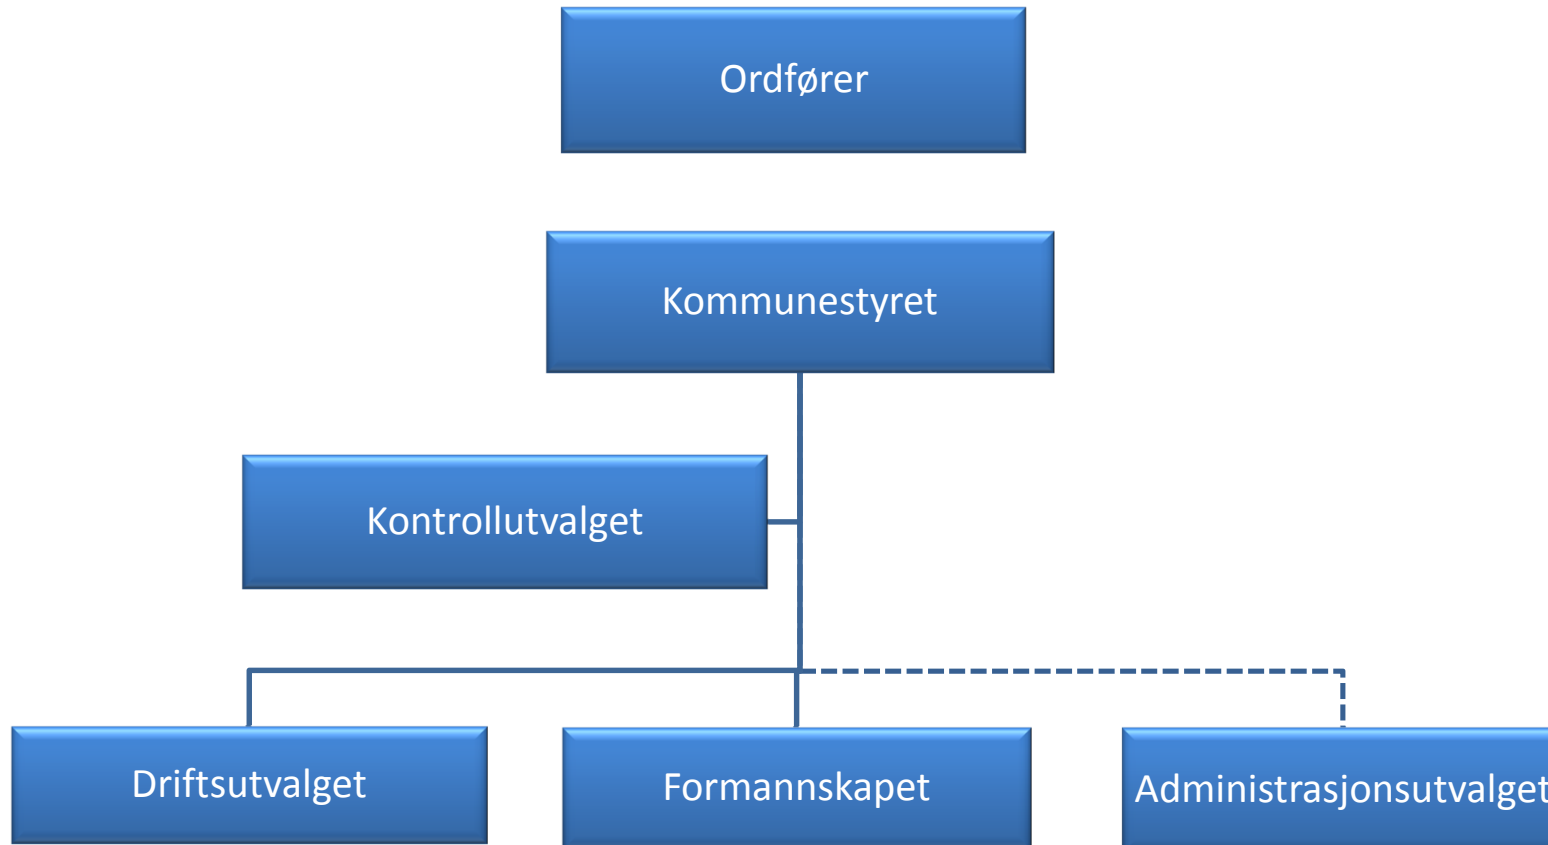 Ordfører
Kommunestyret
Kontrollutvalget
Driftsutvalget
Formannskapet
Administrasjonsutvalget